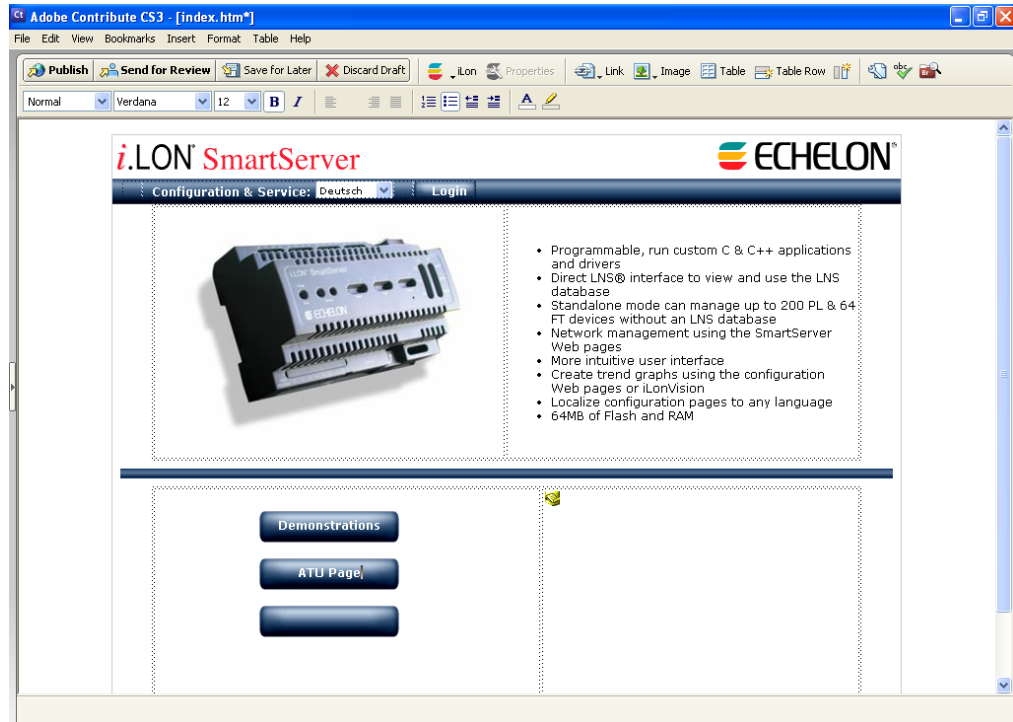 Adobe Contribute CS3 - [index.htm*]
File Edit View Bookmarks Insert Format Table Help
Publish Send for Review Save for Later Discard Draft iLon Properties Link Image Table Table Row
Normal Verdana 12 B I
i.LON® SmartServer
ECHELON®
Configuration & Service: Deutsch Login
i.LON® SmartServer
ECHELON
• Programmable, run custom C & C++ applications
and drivers
• Direct LNS® interface to view and use the LNS
database
• Standalone mode can manage up to 200 PL & 64
FT devices without an LNS database
• Network management using the SmartServer
Web pages
• More intuitive user interface
• Create trend graphs using the configuration
Web pages or iLonVision
• Localize configuration pages to any language
• 64MB of Flash and RAM
Demonstrations
ATU Page